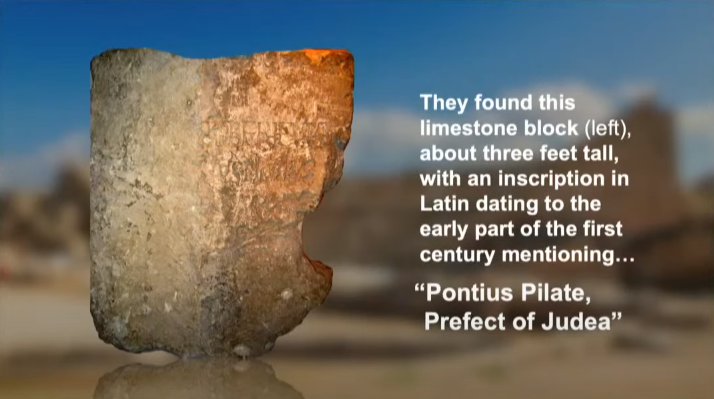 They found this
limestone block (left),
about three feet tall,
with an inscription in
Latin dating to the
early part of the first
century mentioning…
“Pontius Pilate,
Prefect of Judea”